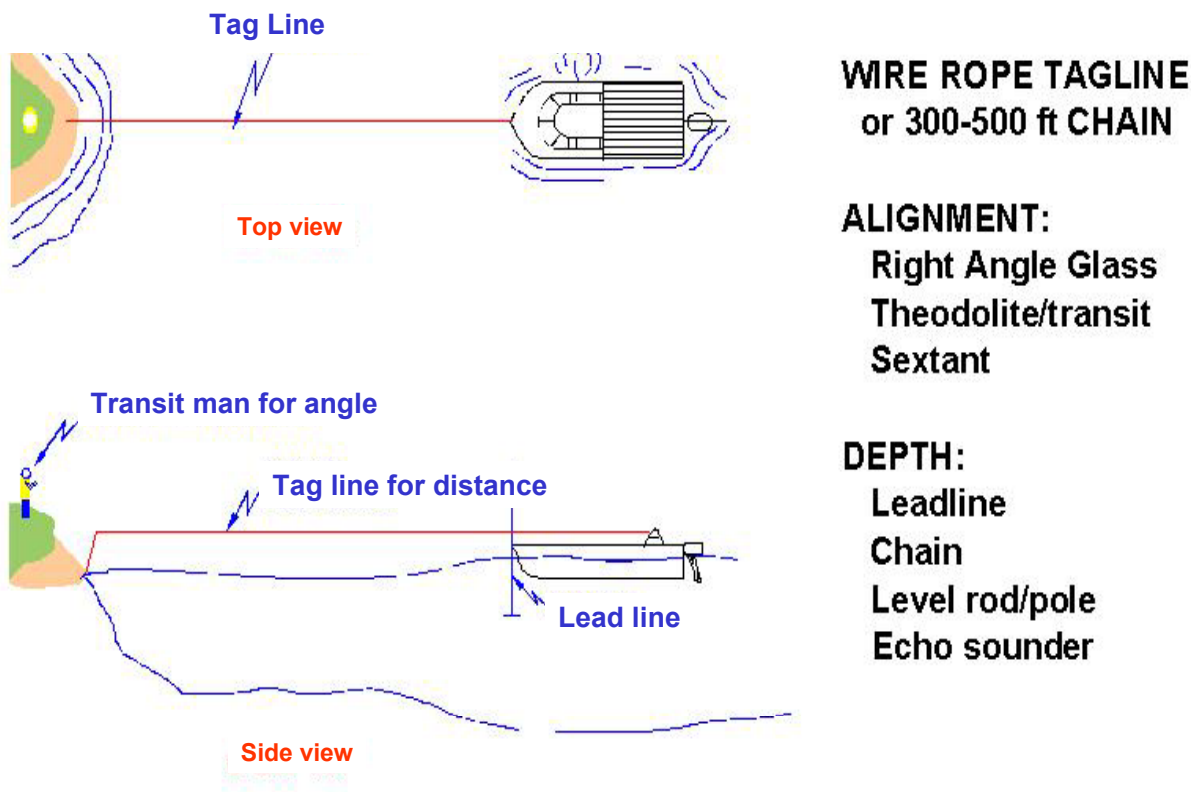 Tag Line
Top view
Transit man for angle
Tag line for distance
Lead line
Side view
WIRE ROPE TAGLINE
or 300-500 ft CHAIN
ALIGNMENT:
Right Angle Glass
Theodolite/transit
Sextant
DEPTH:
Leadline
Chain
Level rod/pole
Echo sounder